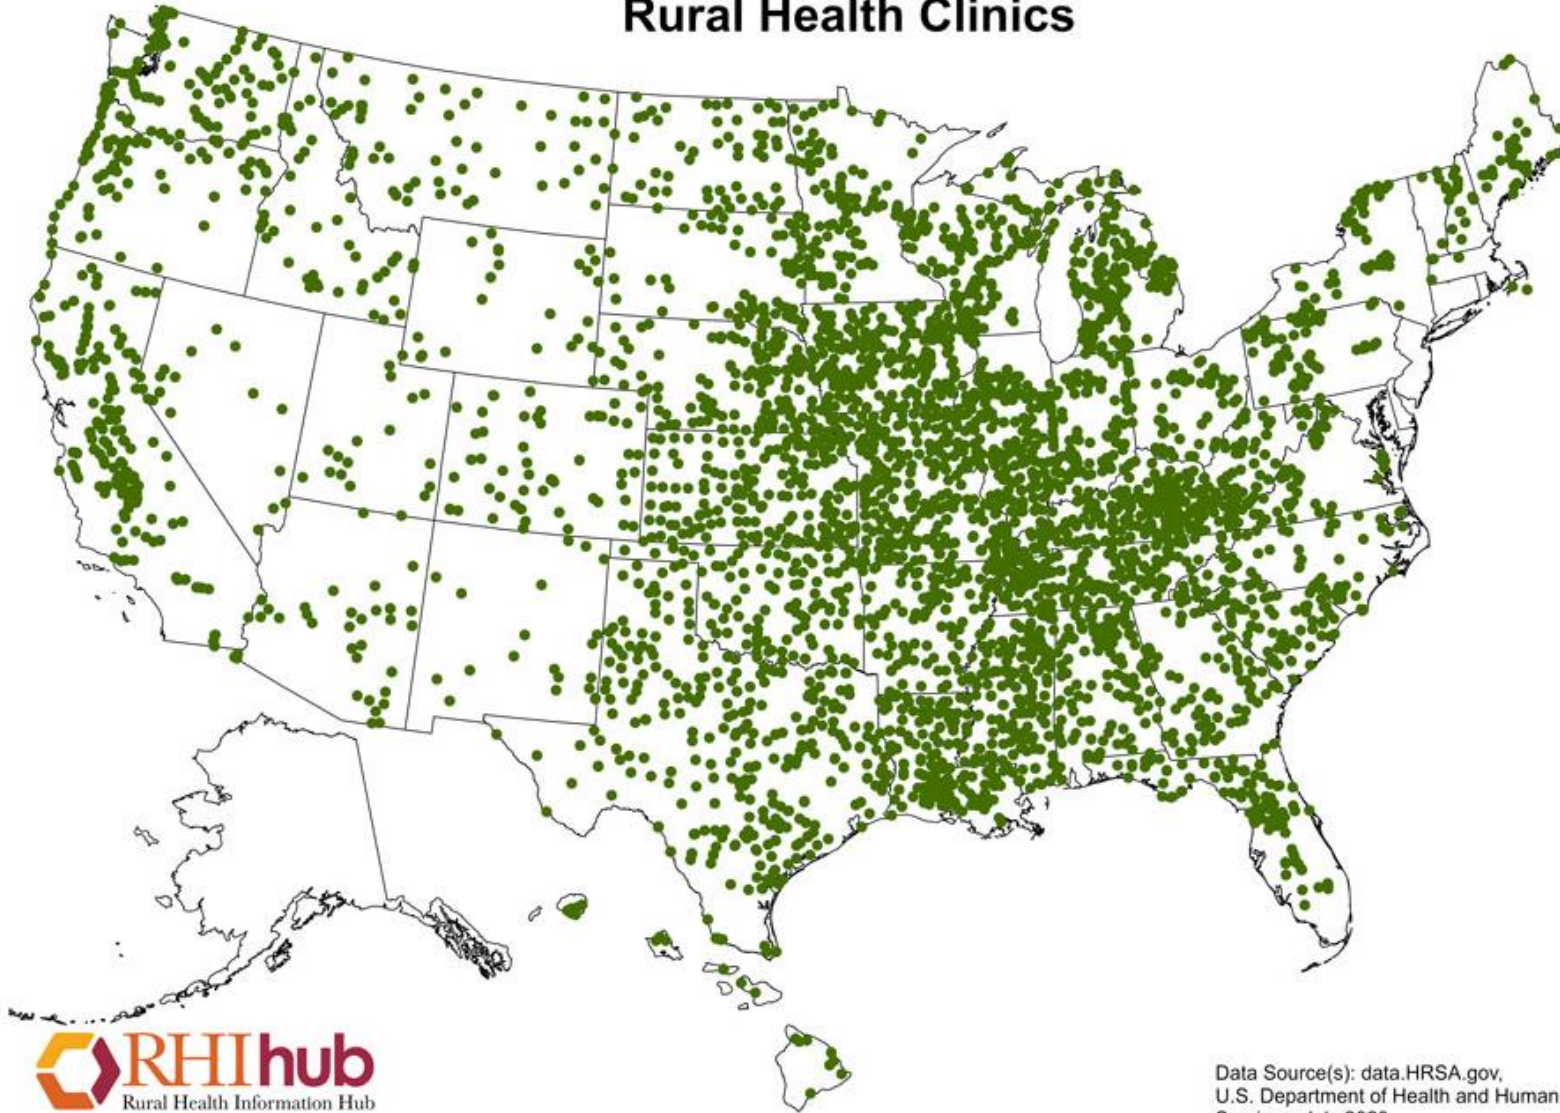 Rural Health Clinics
RHIhub
Rural Health Information Hub
Data Source(s): data.HRSA.gov,
U.S. Department of Health and Human